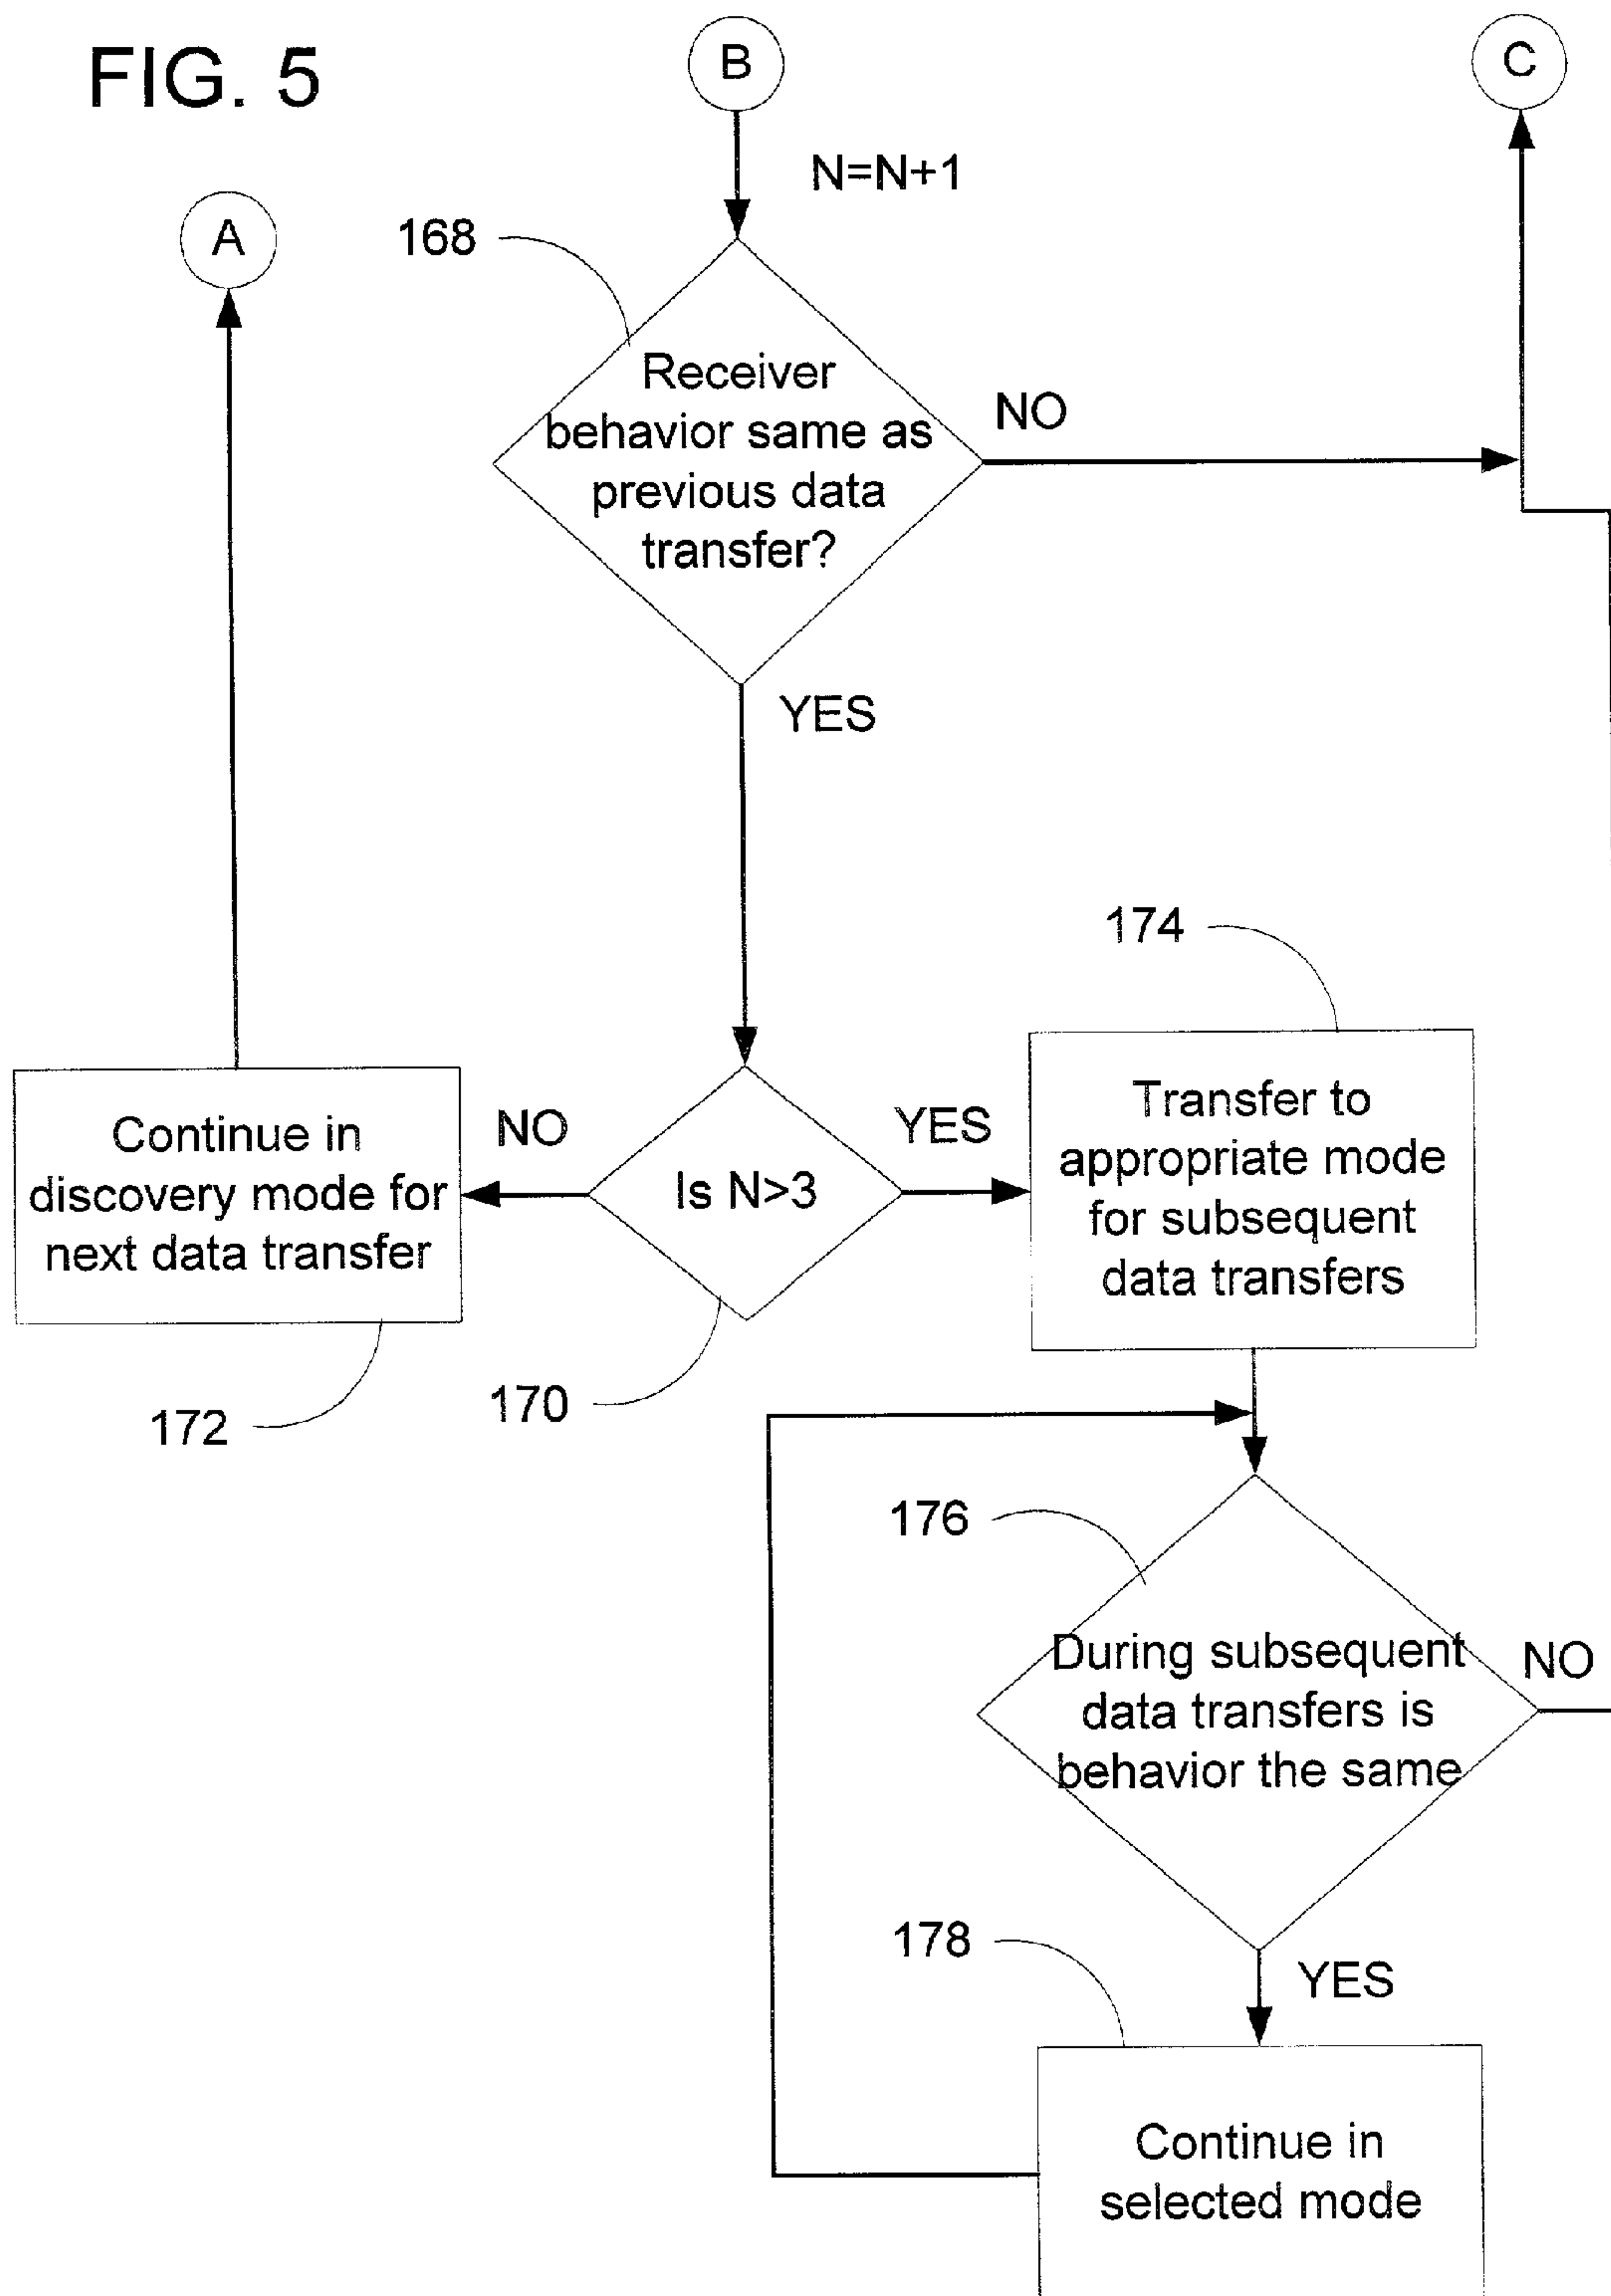 FIG. 5
B
C
N=N+1
A
168
Receiver
behavior same as
previous data
transfer?
NO
YES
174
Continue in
discovery mode for
next data transfer
NO
Is N>3
YES
Transfer to
appropriate mode
for subsequent
data transfers
172
170
176
During subsequent
data transfers is
behavior the same
NO
178
YES
Continue in
selected mode